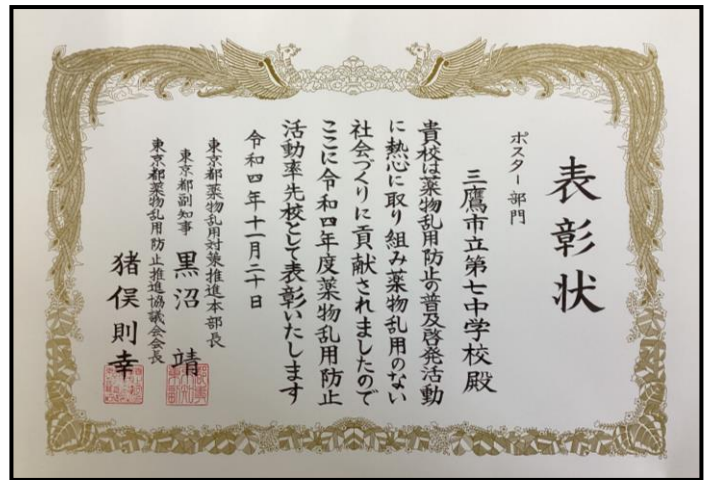 表彰状
ポスター部門
三鷹市立第七中学校殿
貴校は薬物乱用防止の普及啓発活動
に熱心に取り組み薬物乱用のない
社会づくりに貢献されましたので
ここに令和四年度薬物乱用防止
活動率先校として表彰いたします
令和四年十一月二十日
東京都薬物乱用対策推進本部長
東京都副知事 黒沼靖
東京都薬物乱用防止推進協議会会長
猪俣則幸